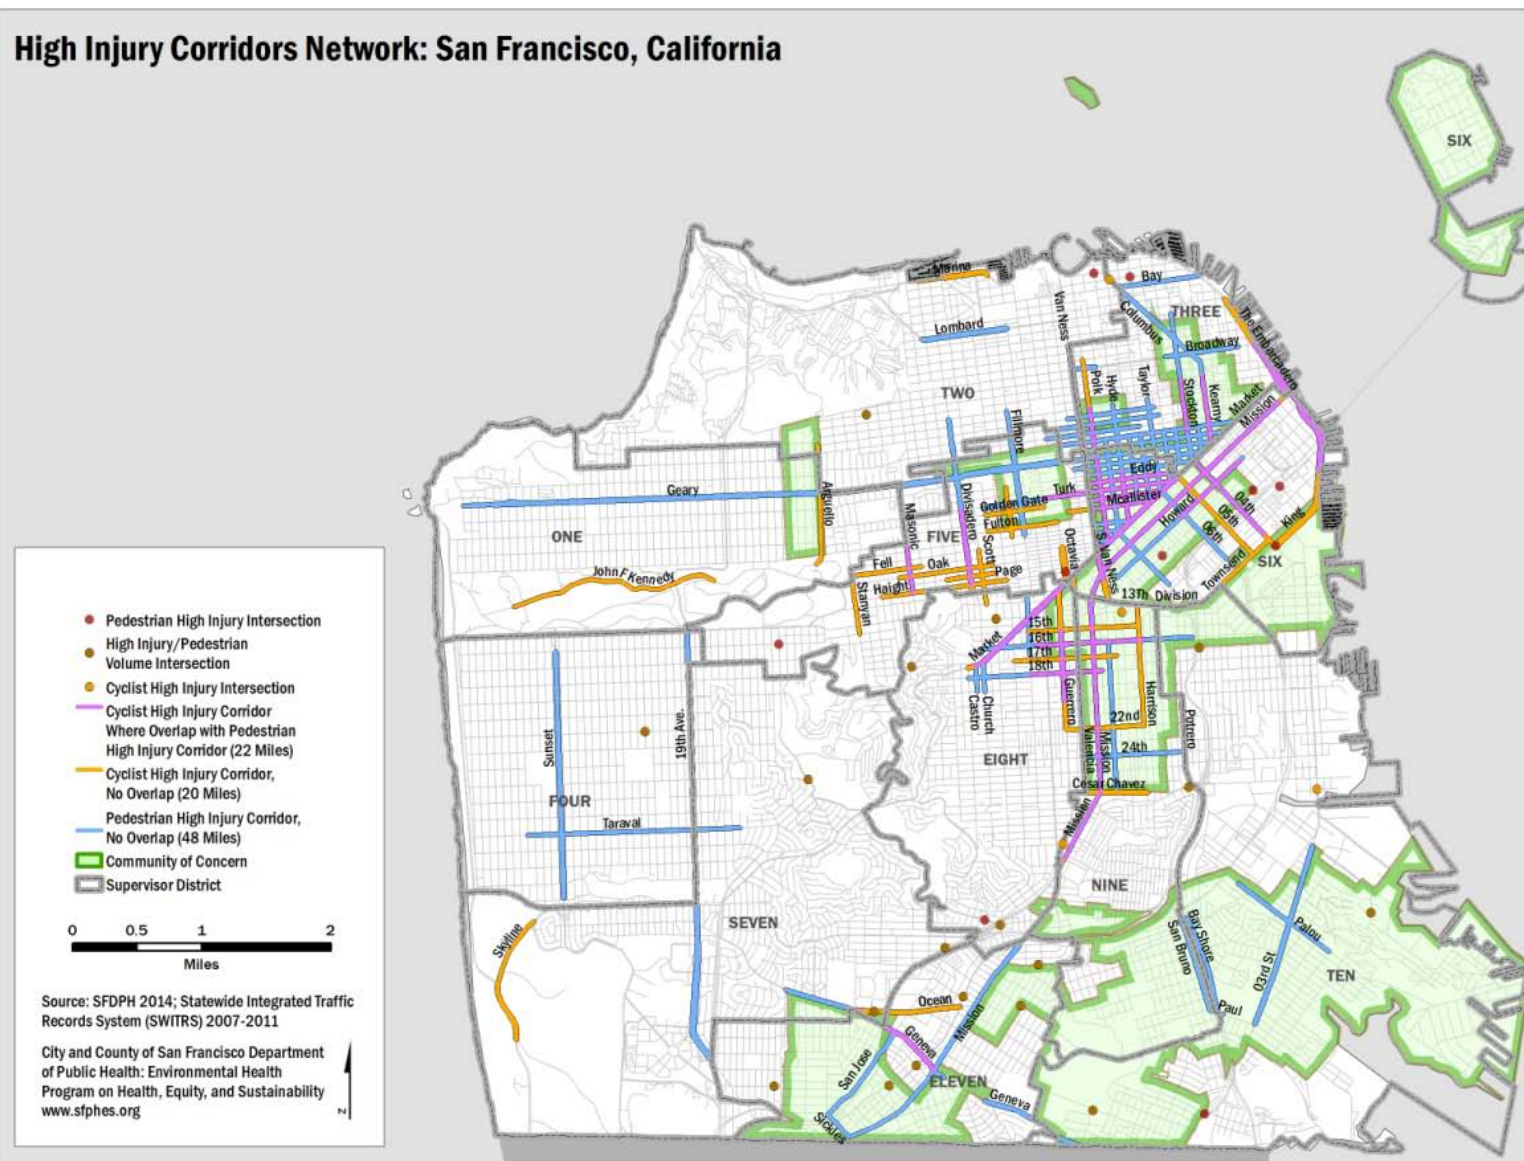 High Injury Corridors Network: San Francisco, California
SIX
Marina
Bay
Van Ness
Columbus
THREE
The Embarcadero
Lombard
Broadway
TWO
Polk
Hyde
Taylor
Stockton
Kearny
Market
Mission
Fillmore
Eddy
Geary
Arguello
Divisadero
Turk
Golden Gate
Mcallister
Howard
04th
05th
06th
King
Masonic
Fulton
ONE
FIVE
Scott
Octavia
S. Van Ness
SIX
Townsend
John F Kennedy
Fell
Oak
Page
Haight
Stanyan
13Th
Division
15th
16th
17th
18th
Market
Church
Castro
Guerrero
Harrison
Potrero
22nd
Valencia
Mission
24th
Sunset
19th Ave.
EIGHT
Cesar Chavez
FOUR
Taraval
Mission
NINE
SEVEN
Skyline
Bay Shore
San Bruno
Palou
03rd St
TEN
Paul
Ocean
Mission
Geneva
San Jose
ELEVEN
Geneva
Sickles
Pedestrian High Injury Intersection
High Injury/Pedestrian
Volume Intersection
Cyclist High Injury Intersection
Cyclist High Injury Corridor
Where Overlap with Pedestrian
High Injury Corridor (22 Miles)
Cyclist High Injury Corridor,
No Overlap (20 Miles)
Pedestrian High Injury Corridor,
No Overlap (48 Miles)
Community of Concern
Supervisor District
0 0.5 1 2
Miles
Source: SFDPH 2014; Statewide Integrated Traffic
Records System (SWITRS) 2007-2011
City and County of San Francisco Department
of Public Health: Environmental Health
Program on Health, Equity, and Sustainability
www.sfphes.org
N